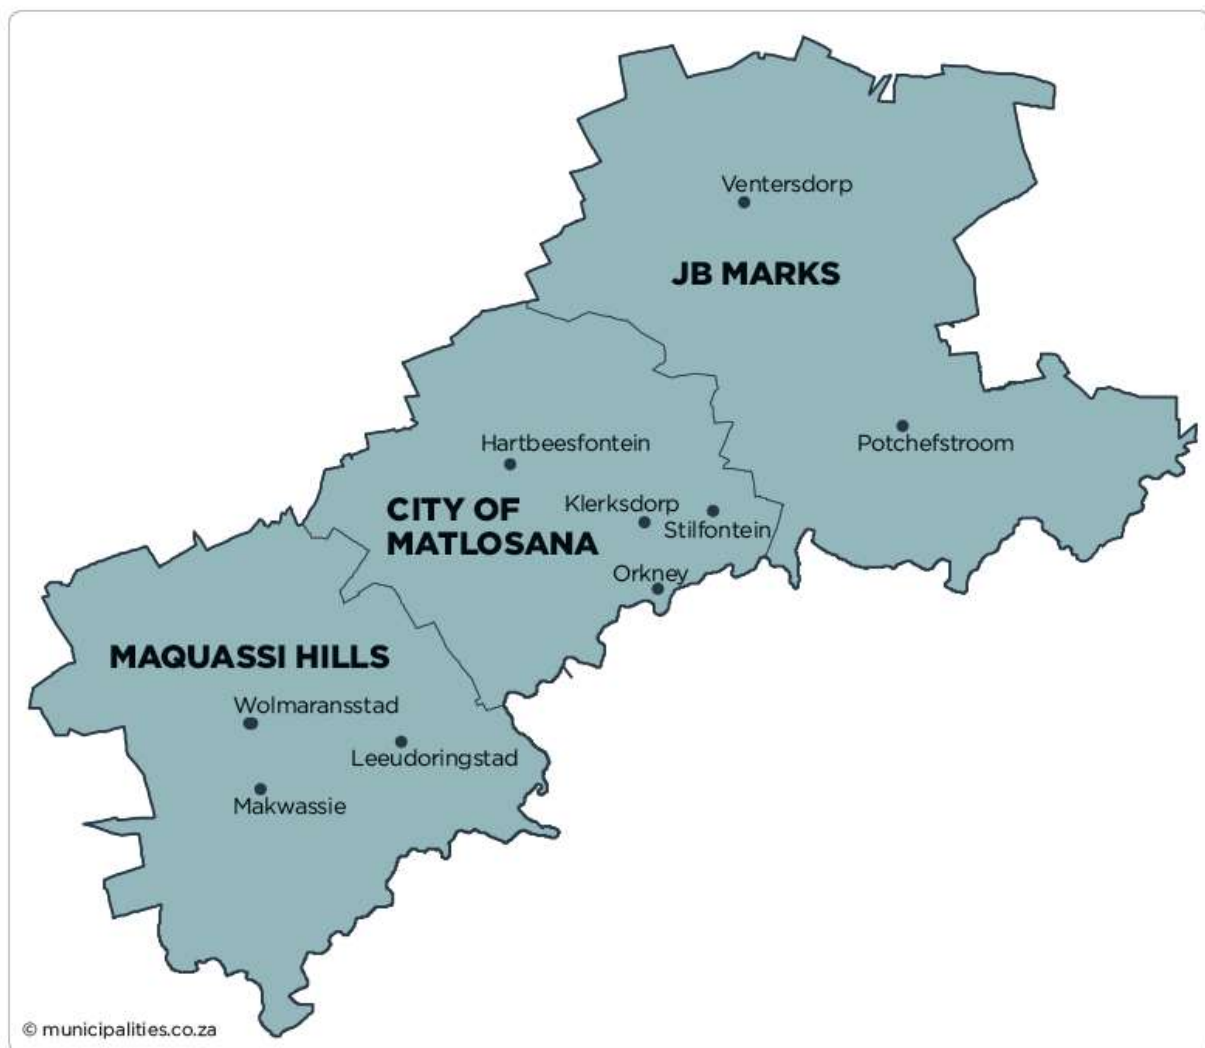 Ventersdorp
JB MARKS
Hartbeesfontein
Potchefstroom
CITY OF
MATLOSANA
Klerksdorp
Stilfontein
Orkney
MAQUASSI HILLS
Wolmaransstad
Leeudoringstad
Makwassie
© municipalities.co.za